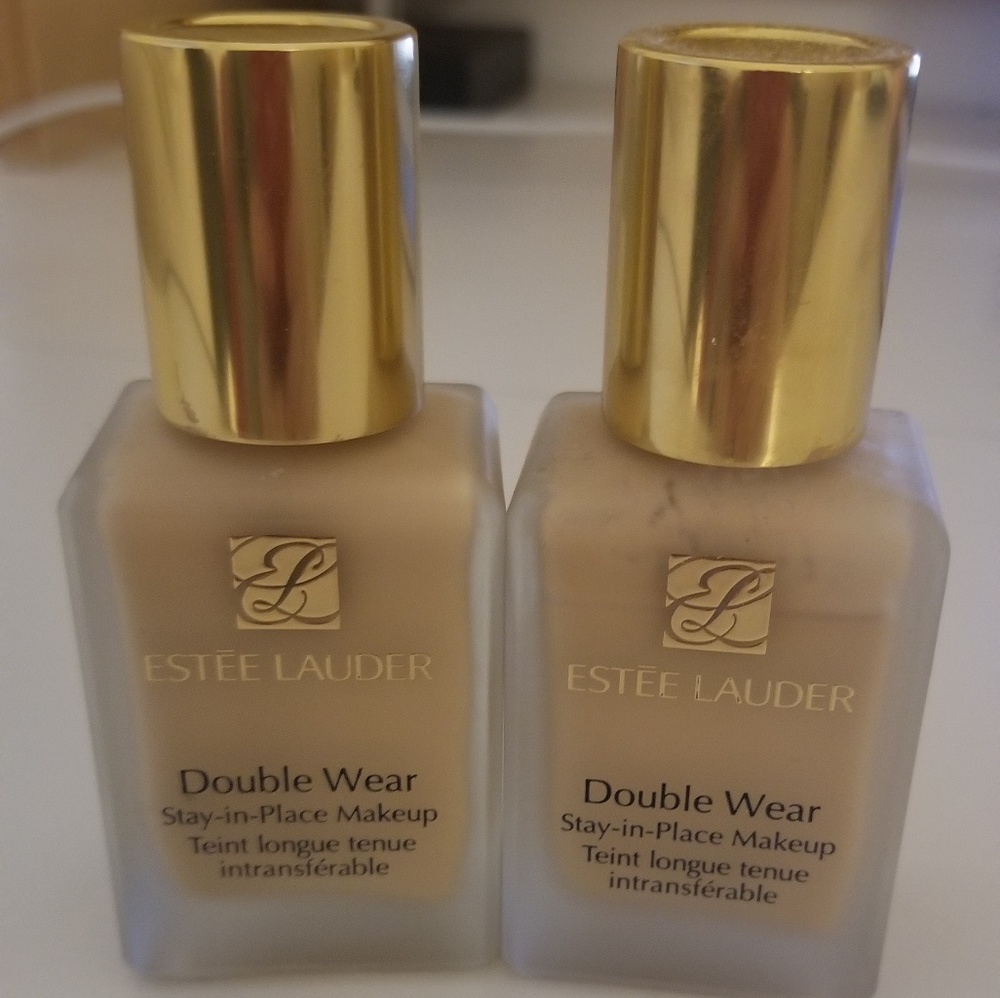 EL
ESTĒE LAUDER
Double Wear
Stay-in-Place Makeup
Teint longue tenue
intransférable
EL
ESTĒE LAUDER
Double Wear
Stay-in-Place Makeup
Teint longue tenue
intransférable